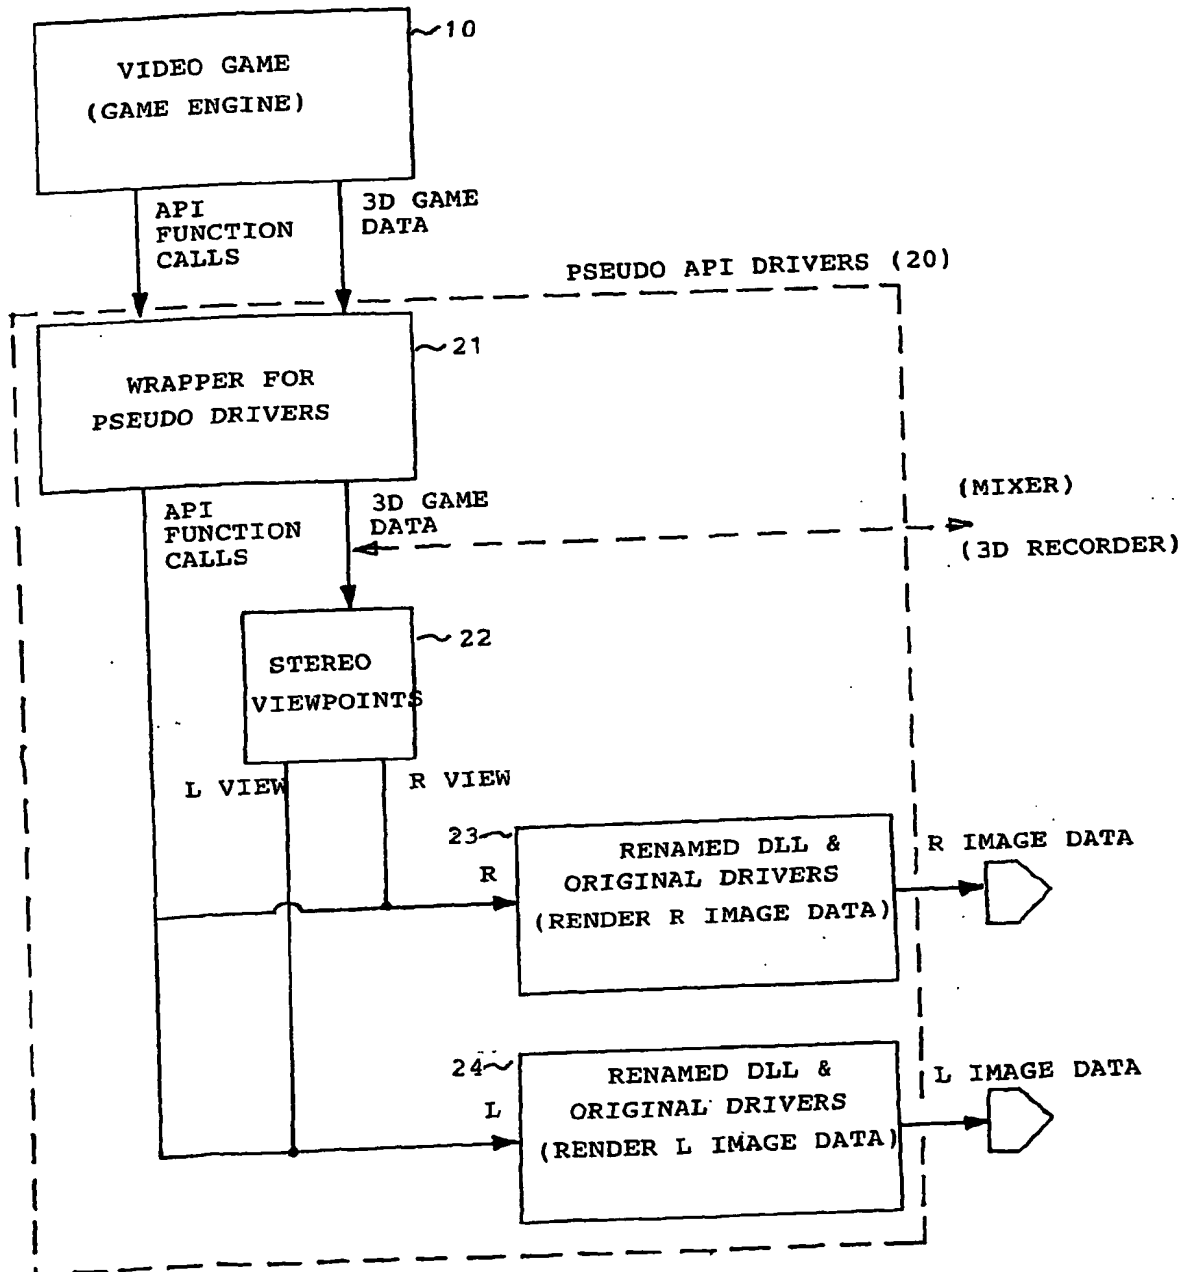 10
VIDEO GAME
(GAME ENGINE)
API
FUNCTION
CALLS
3D GAME
DATA
PSEUDO API DRIVERS (20)
21
WRAPPER FOR
PSEUDO DRIVERS
API
FUNCTION
CALLS
3D GAME
DATA
(MIXER)
(3D RECORDER)
22
STEREO
VIEWPOINTS
L VIEW
R VIEW
23
R
RENAMED DLL &
ORIGINAL DRIVERS
(RENDER R IMAGE DATA)
R IMAGE DATA
24
L
RENAMED DLL &
ORIGINAL DRIVERS
(RENDER L IMAGE DATA)
L IMAGE DATA